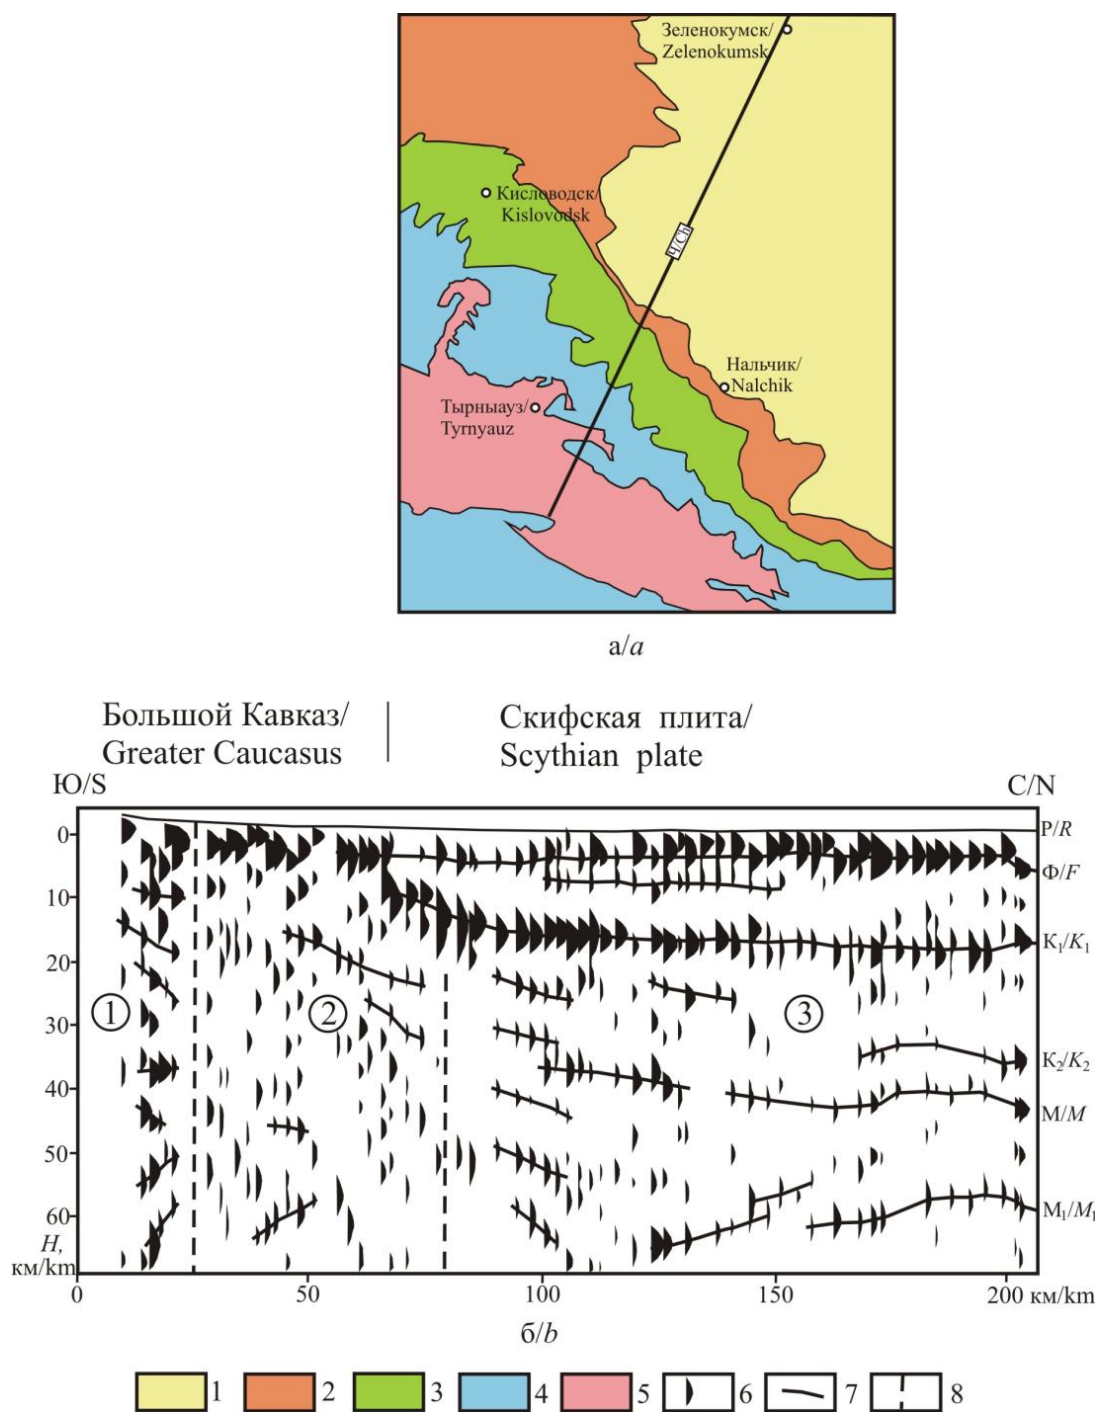 Зеленокумск/
Zelenokumsk
Кисловодск/
Kislovodsk
Ч/Ch
Нальчик/
Nalchik
Тырныауз/
Tyrnyauz
а/a
Большой Кавказ/
Greater Caucasus
Скифская плита/
Scythian plate
Ю/S
С/N
0
10
20
30
40
50
60
H,
км/km
Р/R
Ф/F
К₁/K₁
К₂/K₂
М/M
М₁/M₁
1
2
3
0
50
100
150
200 км/km
б/b
1
2
3
4
5
6
7
8